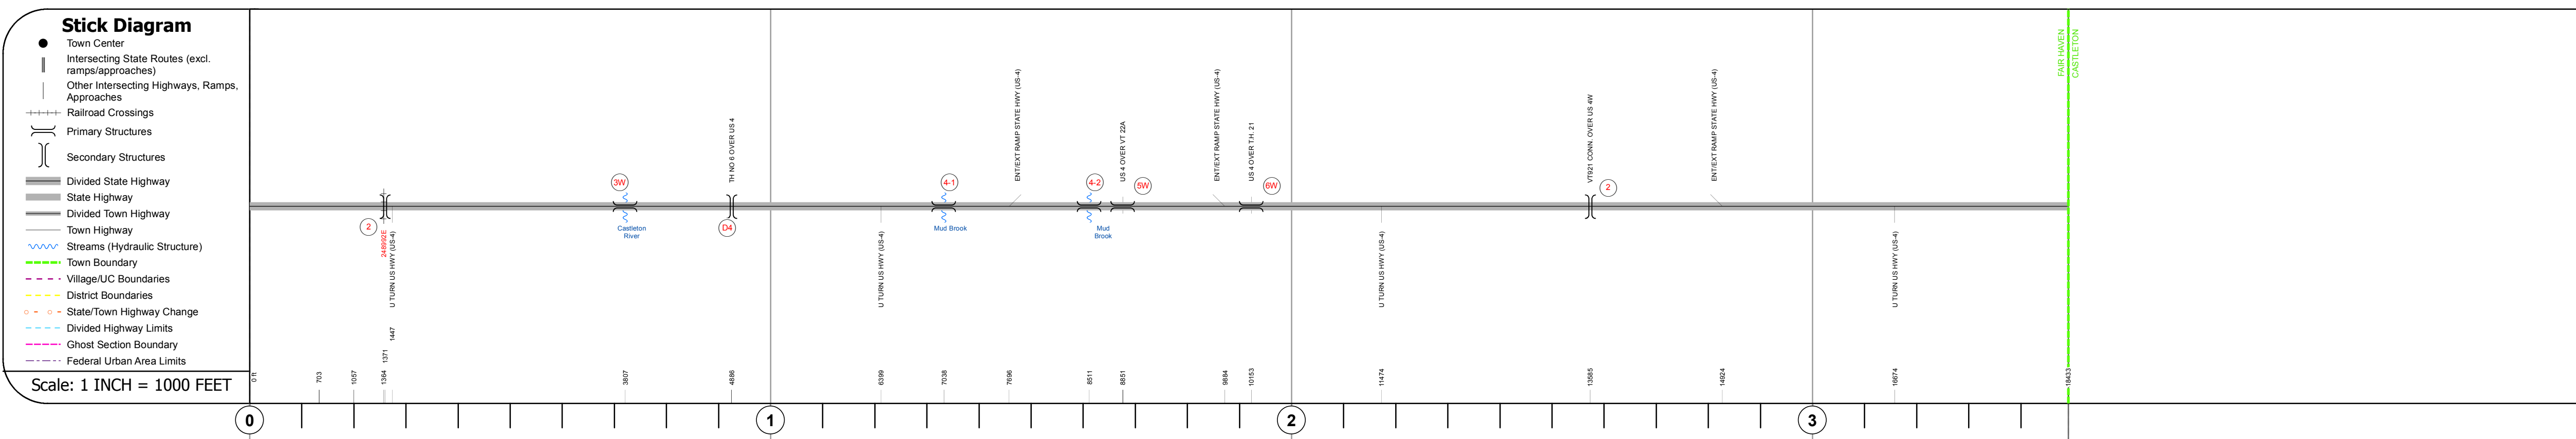 Stick Diagram
Town Center
Intersecting State Routes (excl.
ramps/approaches)
Other Intersecting Highways, Ramps,
Approaches
Railroad Crossings
Primary Structures
Secondary Structures
Divided State Highway
State Highway
Divided Town Highway
Town Highway
Streams (Hydraulic Structure)
Town Boundary
Village/UC Boundaries
District Boundaries
State/Town Highway Change
Divided Highway Limits
Ghost Section Boundary
Federal Urban Area Limits
Scale: 1 INCH = 1000 FEET
FAIR HAVEN
CASTLETON
TH NO 6 OVER US 4
ENT/EXT RAMP STATE HWY (US-4)
US 4 OVER VT 22A
ENT/EXT RAMP STATE HWY (US-4)
US 4 OVER T.H. 21
VT921 CONN. OVER US 4W
ENT/EXT RAMP STATE HWY (US-4)
2
3W
D4
4-1
4-2
5W
6W
2
Castleton
River
Mud Brook
Mud
Brook
248992E
U TURN US HWY (US-4)
U TURN US HWY (US-4)
U TURN US HWY (US-4)
U TURN US HWY (US-4)
0 ft
703
1057
1364
1371
1447
3807
4886
6399
7038
7696
8511
8851
9884
10153
11474
13585
14924
16674
18433
0
1
2
3